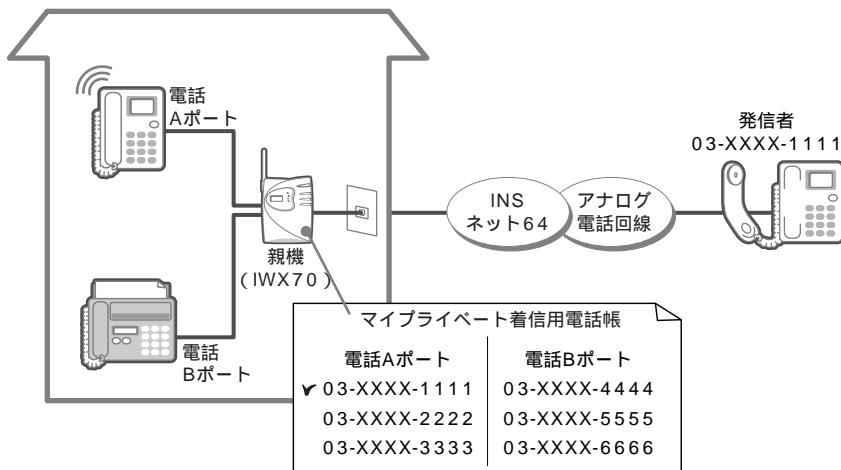 電話
Aポート
発信者
03-XXXX-1111
INS
ネット64
アナログ
電話回線
親機
(IWX70)
電話
Bポート
マイプライベート着信用電話帳
電話Aポート
03-XXXX-1111
03-XXXX-2222
03-XXXX-3333
電話Bポート
03-XXXX-4444
03-XXXX-5555
03-XXXX-6666